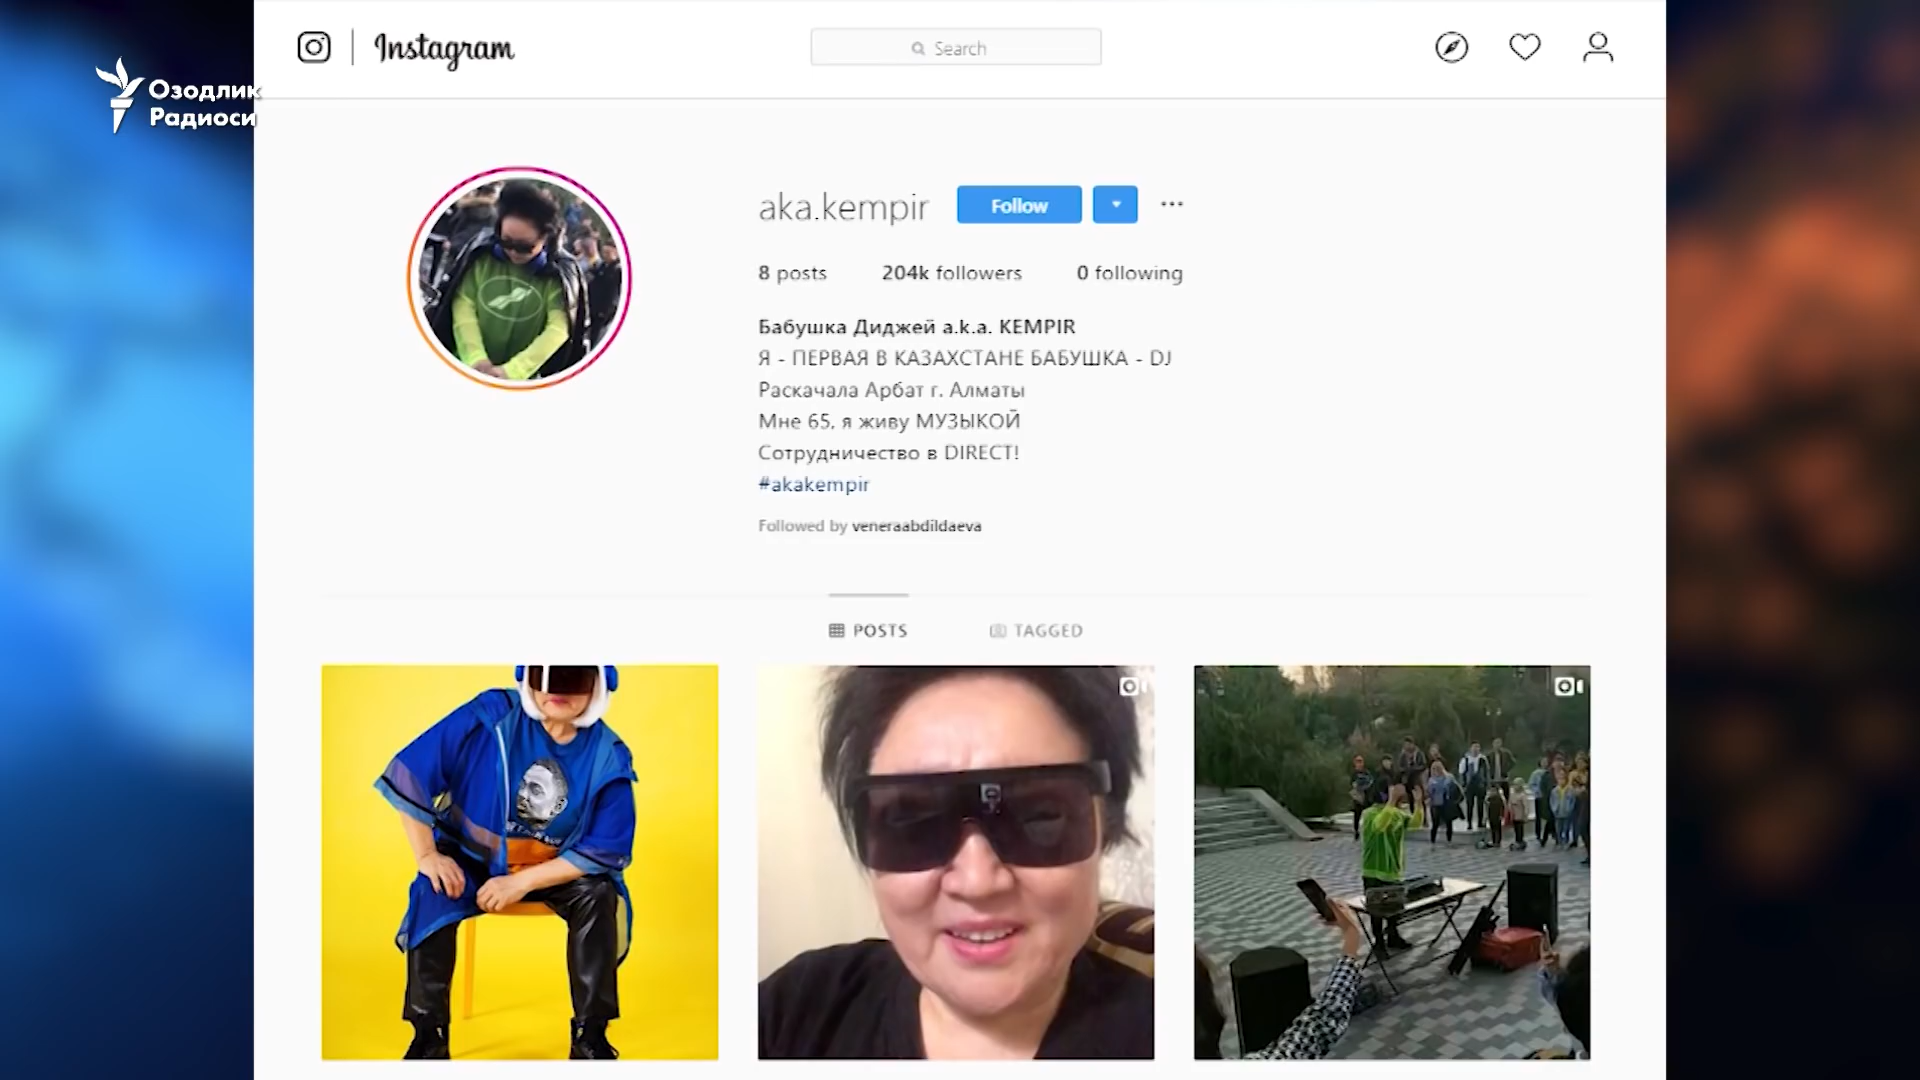 Озодлик
Радиоси
Instagram
Search
aka.kempir Follow
8 posts 204k followers 0 following
Бабушка Диджей a.k.a. KEMPIR
Я - ПЕРВАЯ В КАЗАХСТАНЕ БАБУШКА - DJ
Раскачала Арбат г. Алматы
Мне 65, я живу МУЗЫКОЙ
Сотрудничество в DIRECT!
#akakempir
Followed by veneraabdildaeva
POSTS TAGGED